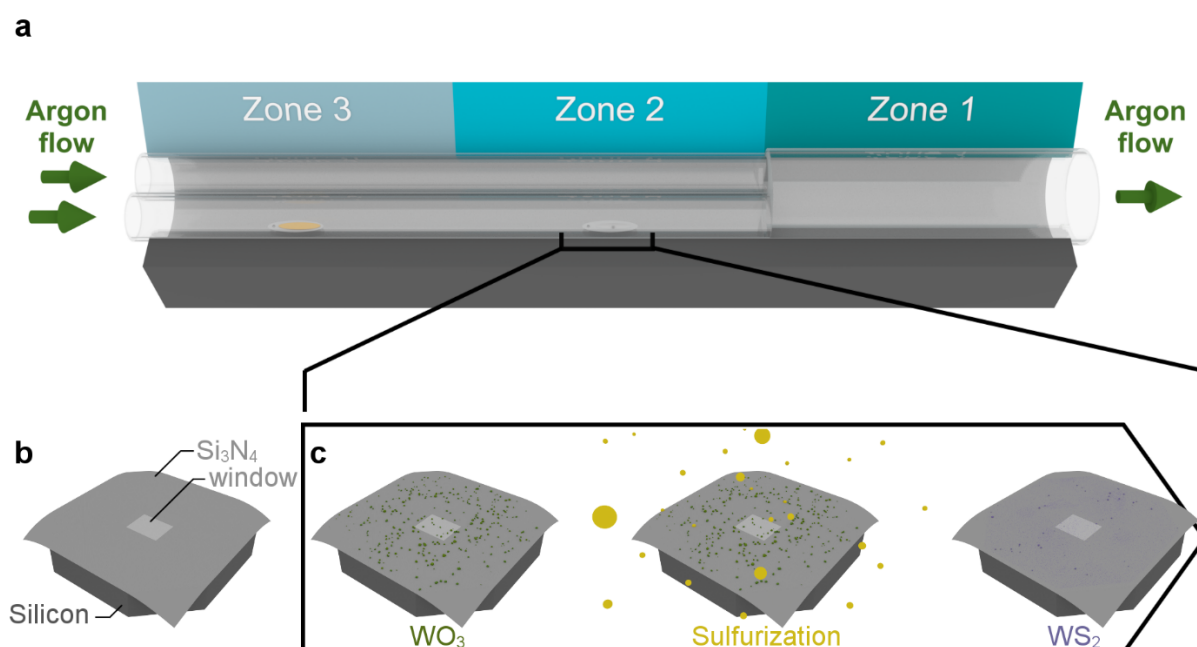 a
Zone 3
Zone 2
Zone 1
Argon
flow
Argon
flow
b
Si₃N₄
window
Silicon
c
WO₃
Sulfurization
WS₂